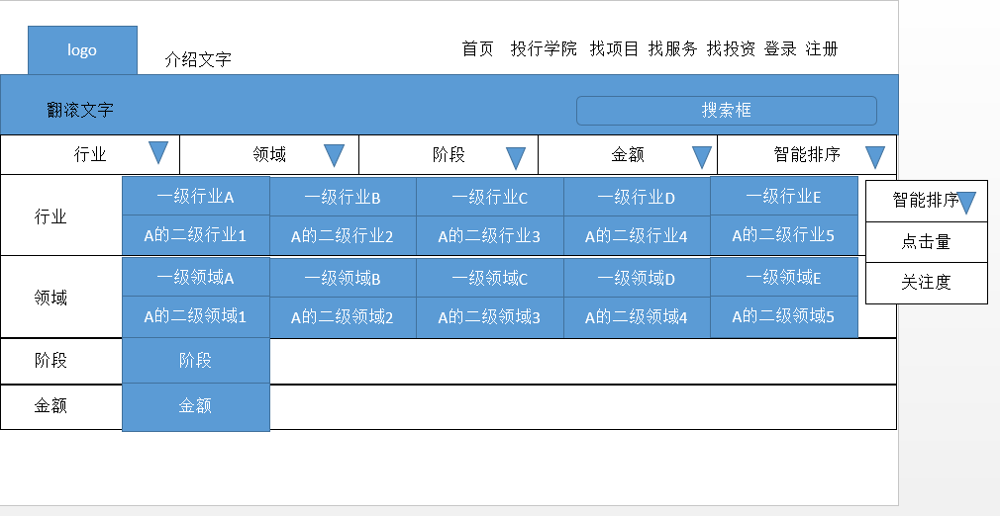 logo
介绍文字
首页 投行学院 找项目 找服务 找投资 登录 注册
翻滚文字
搜索框
行业 领域 阶段 金额 智能排序
行业
一级行业A 一级行业B 一级行业C 一级行业D 一级行业E
A的二级行业1 A的二级行业2 A的二级行业3 A的二级行业4 A的二级行业5
领域
一级领域A 一级领域B 一级领域C 一级领域D 一级领域E
A的二级领域1 A的二级领域2 A的二级领域3 A的二级领域4 A的二级领域5
阶段 阶段
金额 金额
智能排序
点击量
关注度